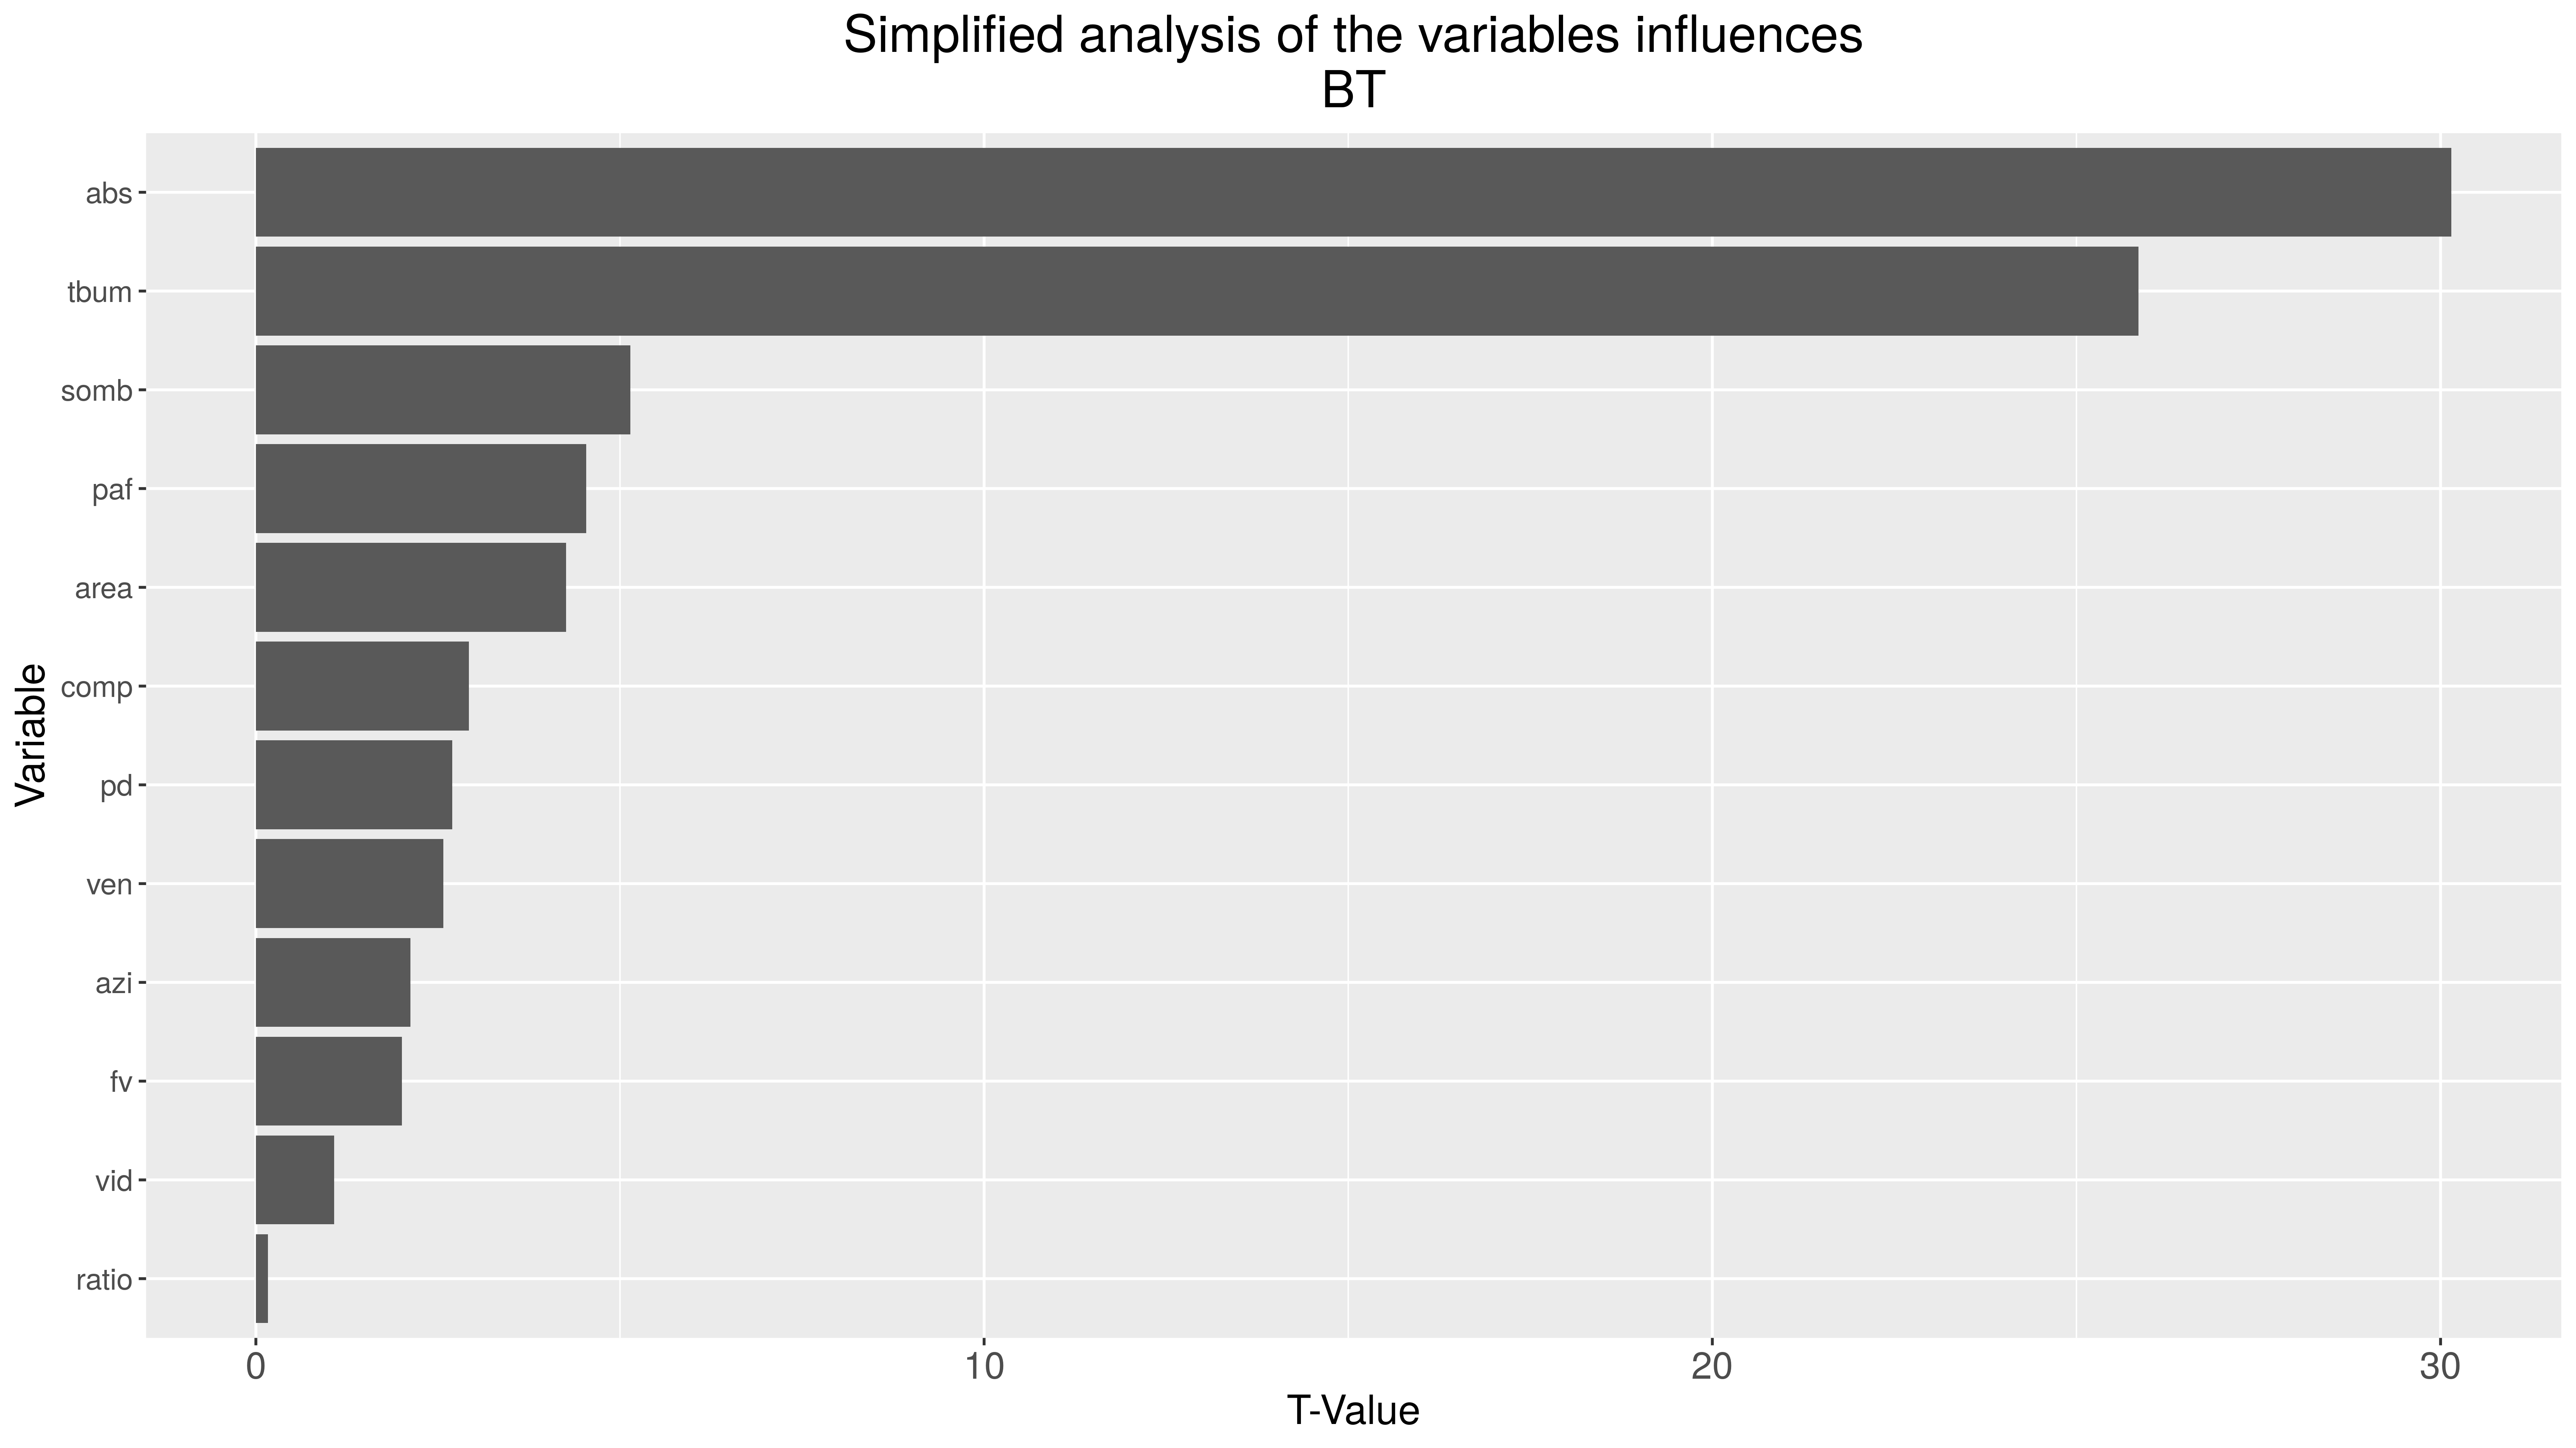 Simplified analysis of the variables influences
BT
Variable
abs
tbum
somb
paf
area
comp
pd
ven
azi
fv
vid
ratio
0 10 20 30
T-Value